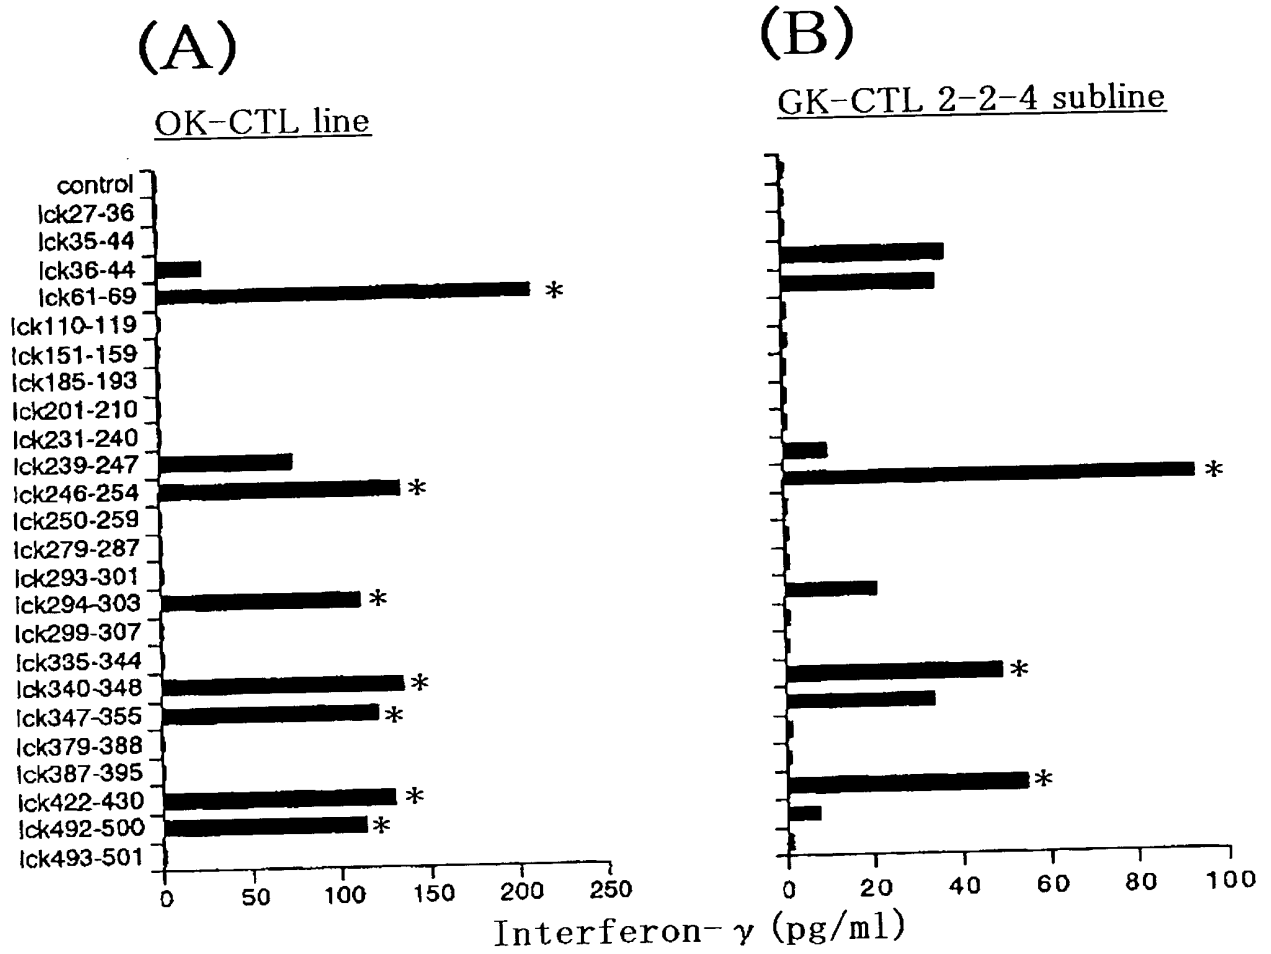 (A)
(B)
OK-CTL line
GK-CTL 2-2-4 subline
control
lck27-36
lck35-44
lck36-44
lck61-69
*
lck110-119
lck151-159
lck185-193
lck201-210
lck231-240
lck239-247
*
lck246-254
*
lck250-259
lck279-287
lck293-301
lck294-303
*
lck299-307
lck335-344
*
lck340-348
*
lck347-355
*
lck379-388
lck387-395
*
lck422-430
*
lck492-500
*
lck493-501
0 50 100 150 200 250
0 20 40 60 80 100
Interferon-γ (pg/ml)